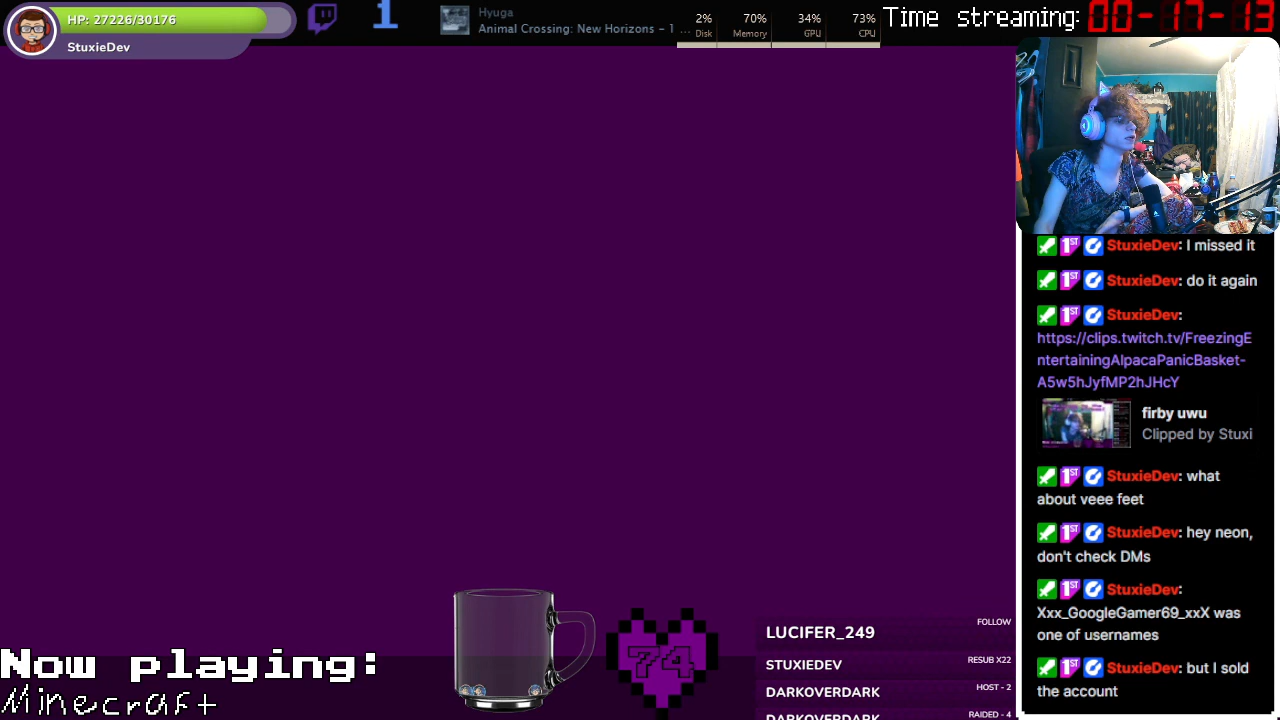 HP: 27226/30176
StuxieDev
1
Hyuga
Animal Crossing: New Horizons - 1 ...
2%
Disk
70%
Memory
34%
GPU
73%
CPU
Time streaming: 00-17-13
StuxieDev: I missed it
StuxieDev: do it again
StuxieDev:
https://clips.twitch.tv/FreezingE
ntertainingAlpacaPanicBasket-
A5w5hJyfMP2hJHcY
firby uwu
Clipped by Stuxi
StuxieDev: what
about veee feet
StuxieDev: hey neon,
don't check DMs
StuxieDev:
Xxx_GoogleGamer69_xxX was
one of usernames
StuxieDev: but I sold
the account
Now playing:
Minecraft
74
LUCIFER_249 FOLLOW
STUXIEDEV RESUB X22
DARKOVERDARK HOST - 2
DARKOVERDARK RAIDED - 4